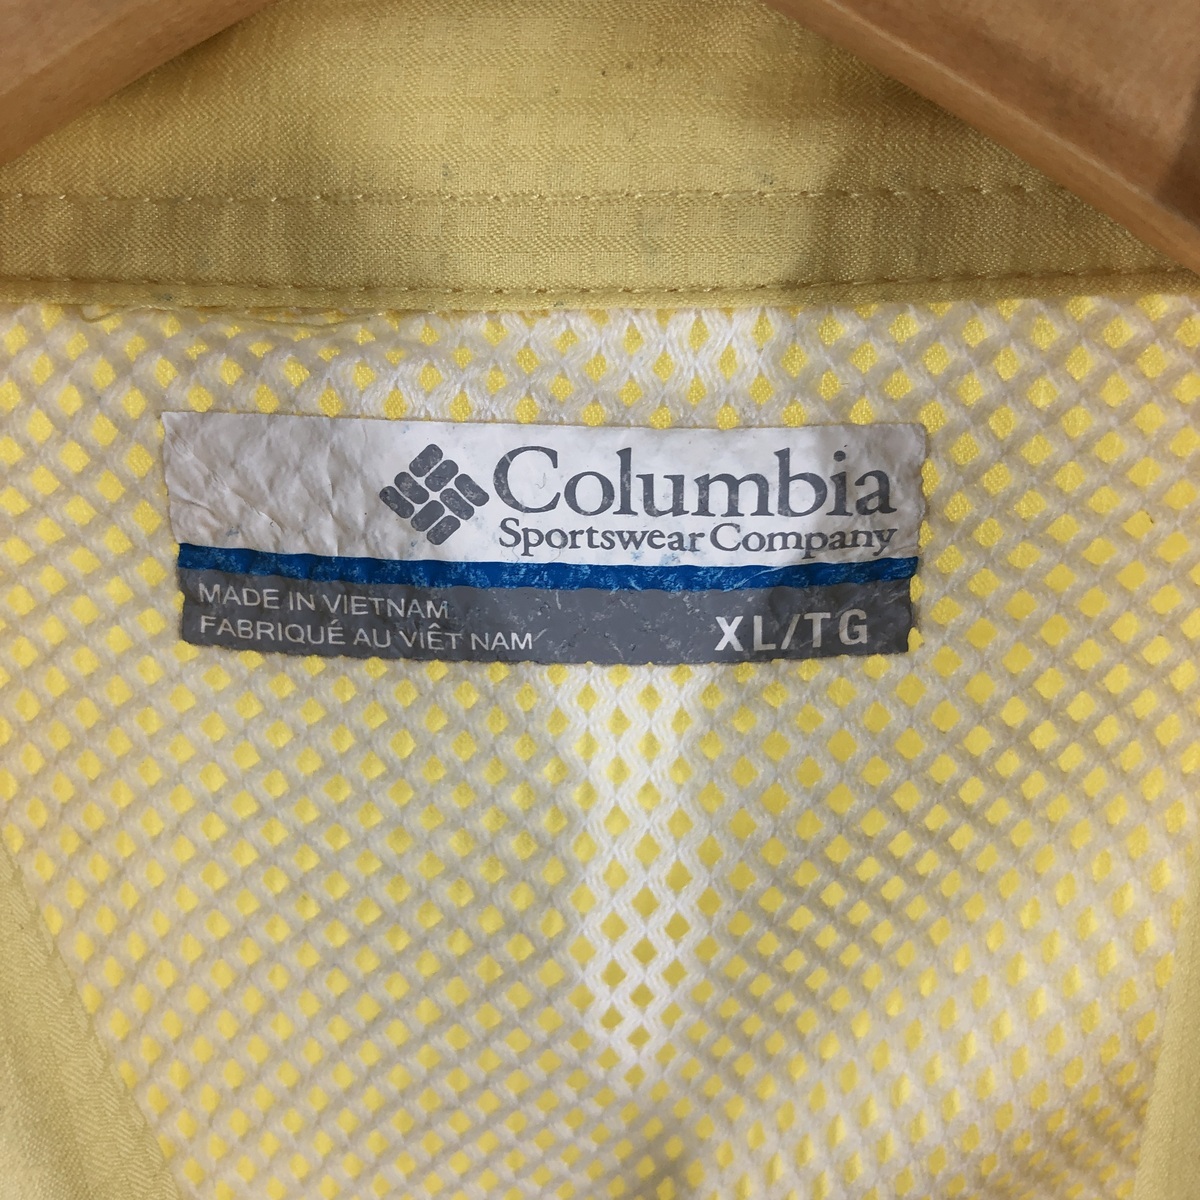 Columbia
Sportswear Company
MADE IN VIETNAM
FABRIQUÉ AU VIÊT NAM
XL/TG